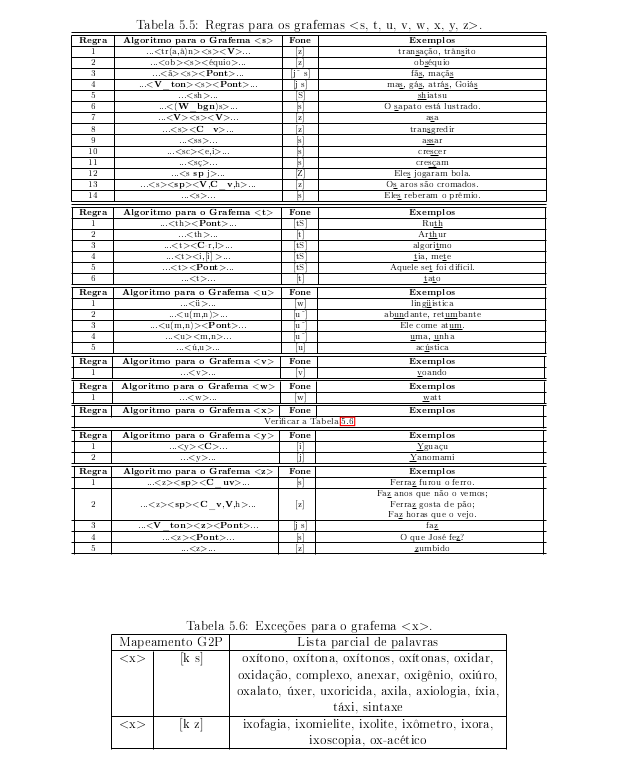 Tabela 5.5: Regras para os grafemas <s, t, u, v, w, x, y, z>.
Regra Algoritmo para o Grafema <s> Fone Exemplos
1 ...<tr(a,â)n><s><V>... [z] transação, trânsito
2 ...<ob><s><équio>... [z] obséquio
3 ...<ã><s><Pont>... [j~ s] fãs, maçãs
4 ...<V_ton><s><Pont>... [j s] mas, gás, atrás, Goiás
5 ...<sh>... [S] shiatsu
6 ...<(W_bgn)s>... [s] O sapato está lustrado.
7 ...<V><s><V>... [z] asa
8 ...<s><C_v>... [z] transgredir
9 ...<ss>... [s] assar
10 ...<sc><e,i>... [s] crescer
11 ...<sç>... [s] cresçam
12 ...<s sp j>... [Z] Eles jogaram bola.
13 ...<s><sp><V,C_v,h>... [z] Os aros são cromados.
14 ...<s>... [s] Eles reberam o prêmio.
Regra Algoritmo para o Grafema <t> Fone Exemplos
1 ...<th><Pont>... [tS] Ruth
2 ...<th>... [t] Arthur
3 ...<t><C r,l>... [tS] algoritmo
4 ...<t><i,[i] >... [tS] tia, mete
5 ...<t><Pont>... [tS] Aquele set foi difícil.
6 ...<t>... [t] tato
Regra Algoritmo para o Grafema <u> Fone Exemplos
1 ...<ü>... [w] lingüística
2 ...<u(m,n)>... [u~] abundante, retumbante
3 ...<u(m,n)><Pont>... [u~] Ele come atum.
4 ...<u><m,n>... [u~] uma, unha
5 ...<ú,u>... [u] acústica
Regra Algoritmo para o Grafema <v> Fone Exemplos
1 ...<v>... [v] voando
Regra Algoritmo para o Grafema <w> Fone Exemplos
1 ...<w>... [w] watt
Regra Algoritmo para o Grafema <x> Fone Exemplos
Verificar a Tabela 5.6
Regra Algoritmo para o Grafema <y> Fone Exemplos
1 ...<y><C>... [i] Yguaçu
2 ...<y>... [j] Yanomami
Regra Algoritmo para o Grafema <z> Fone Exemplos
1 ...<z><sp><C_uv>... [s] Ferraz furou o ferro.
Faz anos que não o vemos;
2 ...<z><sp><C_v,V,h>... [z] Ferraz gosta de pão;
Faz horas que o vejo.
3 ...<V_ton><z><Pont>... [j s] faz
4 ...<z><Pont>... [s] O que José fez?
5 ...<z>... [z] zumbido
Tabela 5.6: Exceções para o grafema <x>.
Mapeamento G2P Lista parcial de palavras
<x> [k s] oxítono, oxítona, oxítonos, oxítonas, oxidar,
oxidação, complexo, anexar, oxigênio, oxiúro,
oxalato, úxer, uxoricida, axila, axiologia, íxia,
táxi, sintaxe
<x> [k z] ixofagia, ixomielite, ixolite, ixômetro, ixora,
ixoscopia, ox-acético